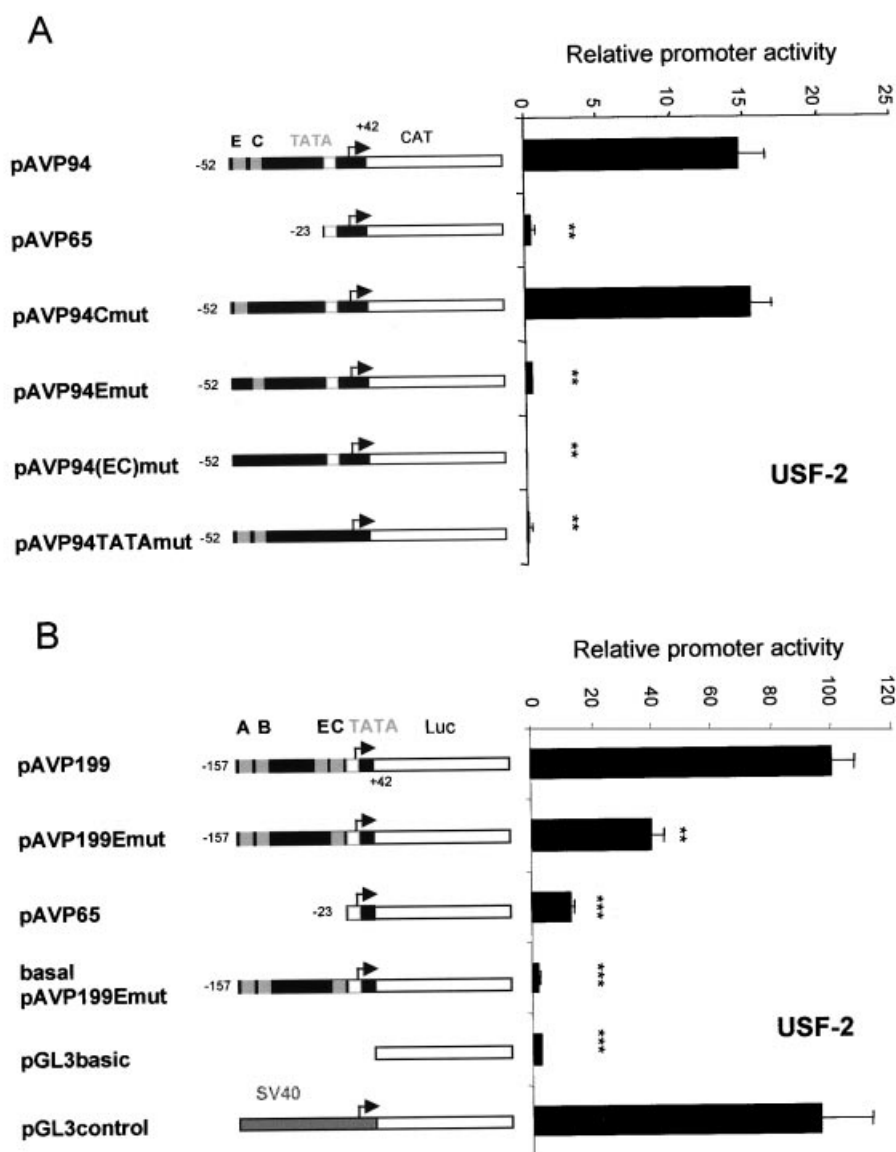 A
Relative promoter activity
0 5 10 15 20 25
E C TATA +42 CAT
pAVP94 -52
pAVP65 -23 **
pAVP94Cmut -52
pAVP94Emut -52 **
pAVP94(EC)mut -52 **
USF-2
pAVP94TATAmut -52 **
B
Relative promoter activity
0 20 40 60 80 100 120
A B EC TATA Luc
pAVP199 -157
+42
pAVP199Emut -157 **
pAVP65 -23 ***
basal
pAVP199Emut -157 ***
USF-2
pGL3basic ***
SV40
pGL3control